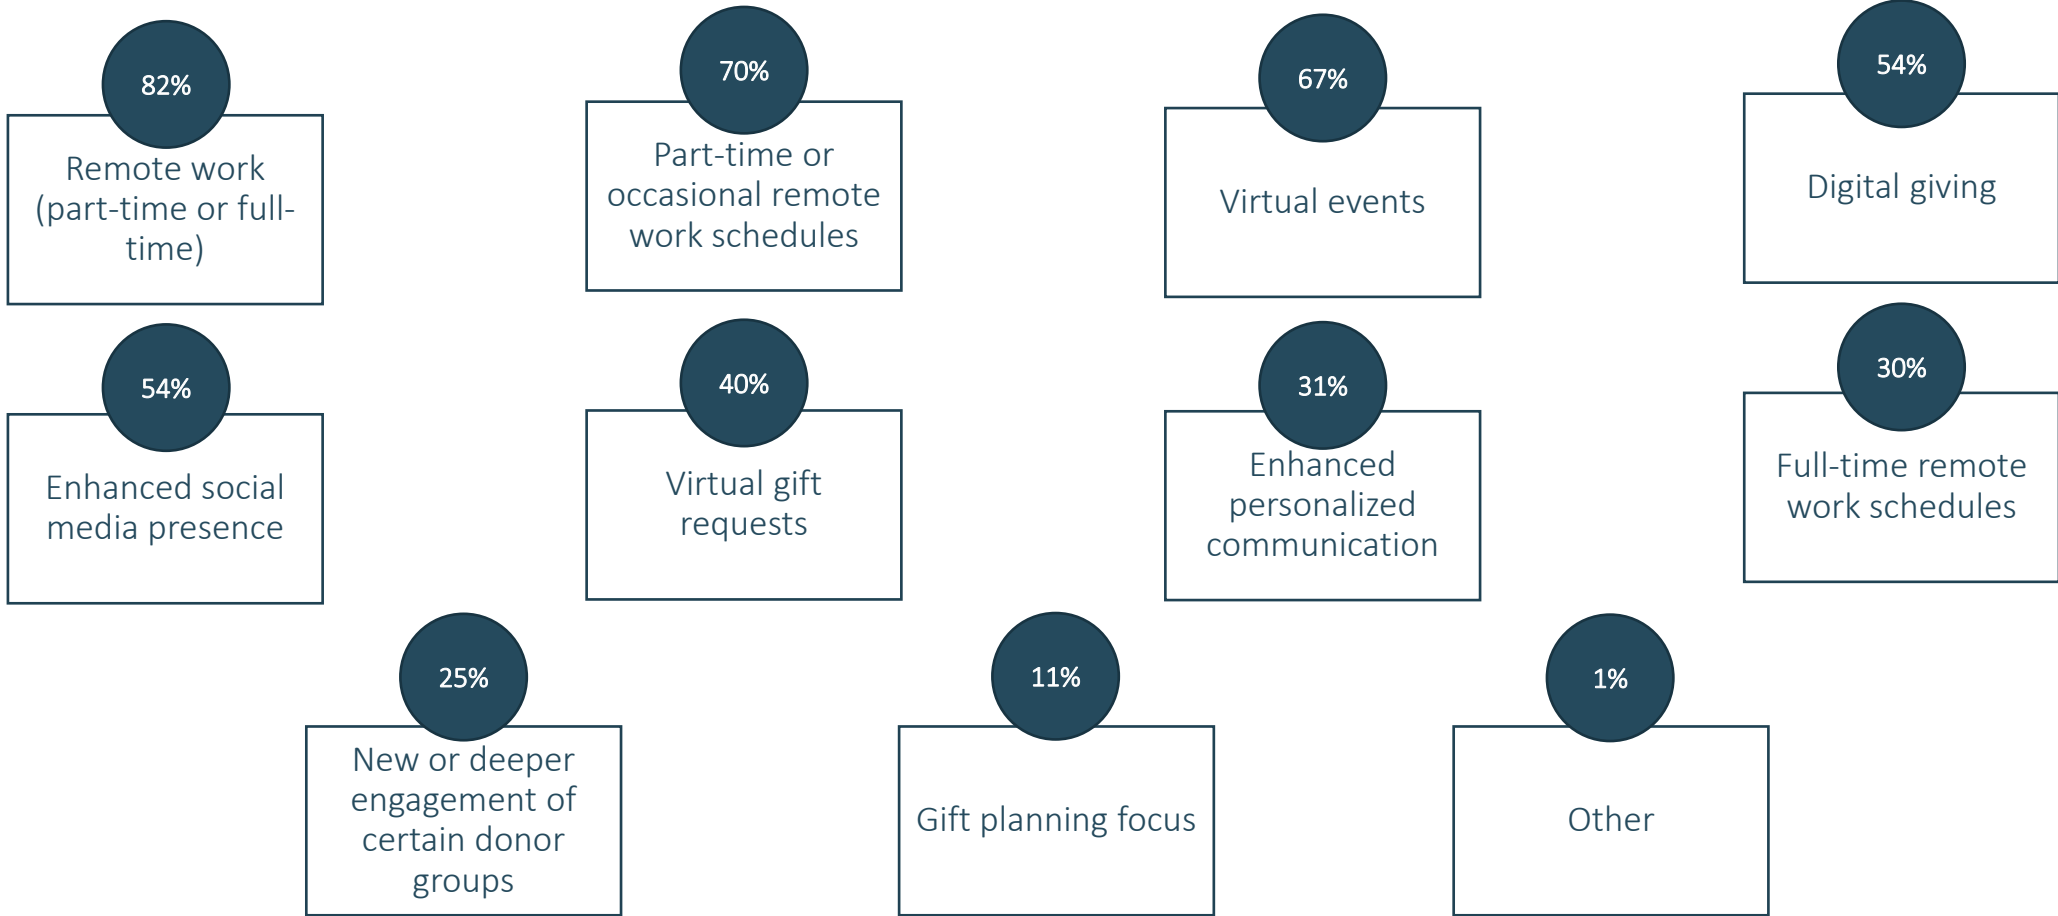 82%
Remote work
(part-time or full-
time)
70%
Part-time or
occasional remote
work schedules
67%
Virtual events
54%
Digital giving
54%
Enhanced social
media presence
40%
Virtual gift
requests
31%
Enhanced
personalized
communication
30%
Full-time remote
work schedules
25%
New or deeper
engagement of
certain donor
groups
11%
Gift planning focus
1%
Other